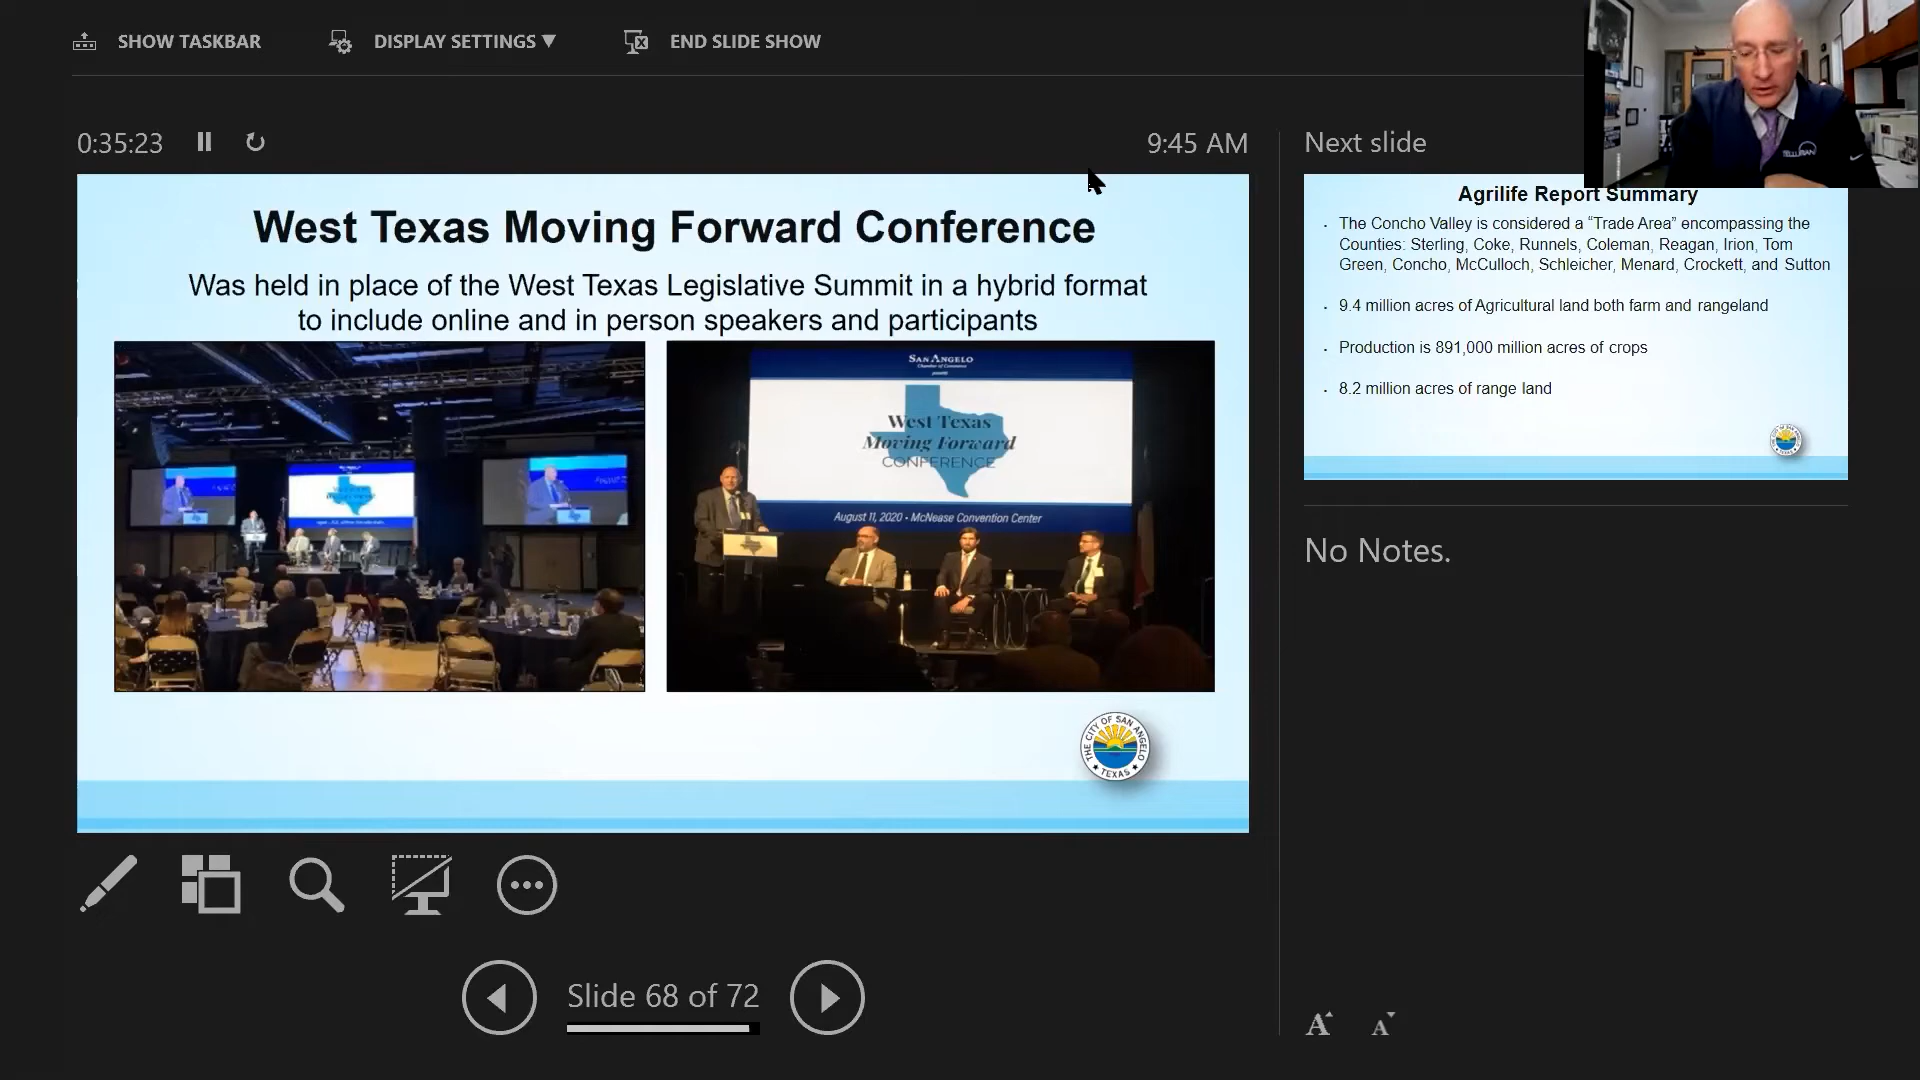 SHOW TASKBAR
DISPLAY SETTINGS ▼
END SLIDE SHOW
0:35:23
9:45 AM
Next slide
West Texas Moving Forward Conference
Was held in place of the West Texas Legislative Summit in a hybrid format
to include online and in person speakers and participants
SAN ANGELO
Chamber of Commerce
West Texas
Moving Forward
CONFERENCE
August 11, 2020 • McNease Convention Center
THE CITY OF SAN ANGELO
★ TEXAS ★
Agrilife Report Summary
. The Concho Valley is considered a “Trade Area” encompassing the
Counties: Sterling, Coke, Runnels, Coleman, Reagan, Irion, Tom
Green, Concho, McCulloch, Schleicher, Menard, Crockett, and Sutton
. 9.4 million acres of Agricultural land both farm and rangeland
. Production is 891,000 million acres of crops
. 8.2 million acres of range land
No Notes.
Slide 68 of 72
A A